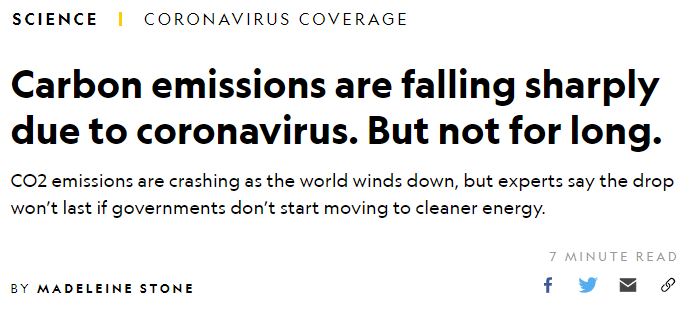 SCIENCE | CORONAVIRUS COVERAGE
Carbon emissions are falling sharply
due to coronavirus. But not for long.
CO2 emissions are crashing as the world winds down, but experts say the drop
won’t last if governments don’t start moving to cleaner energy.
7 MINUTE READ
BY MADELEINE STONE